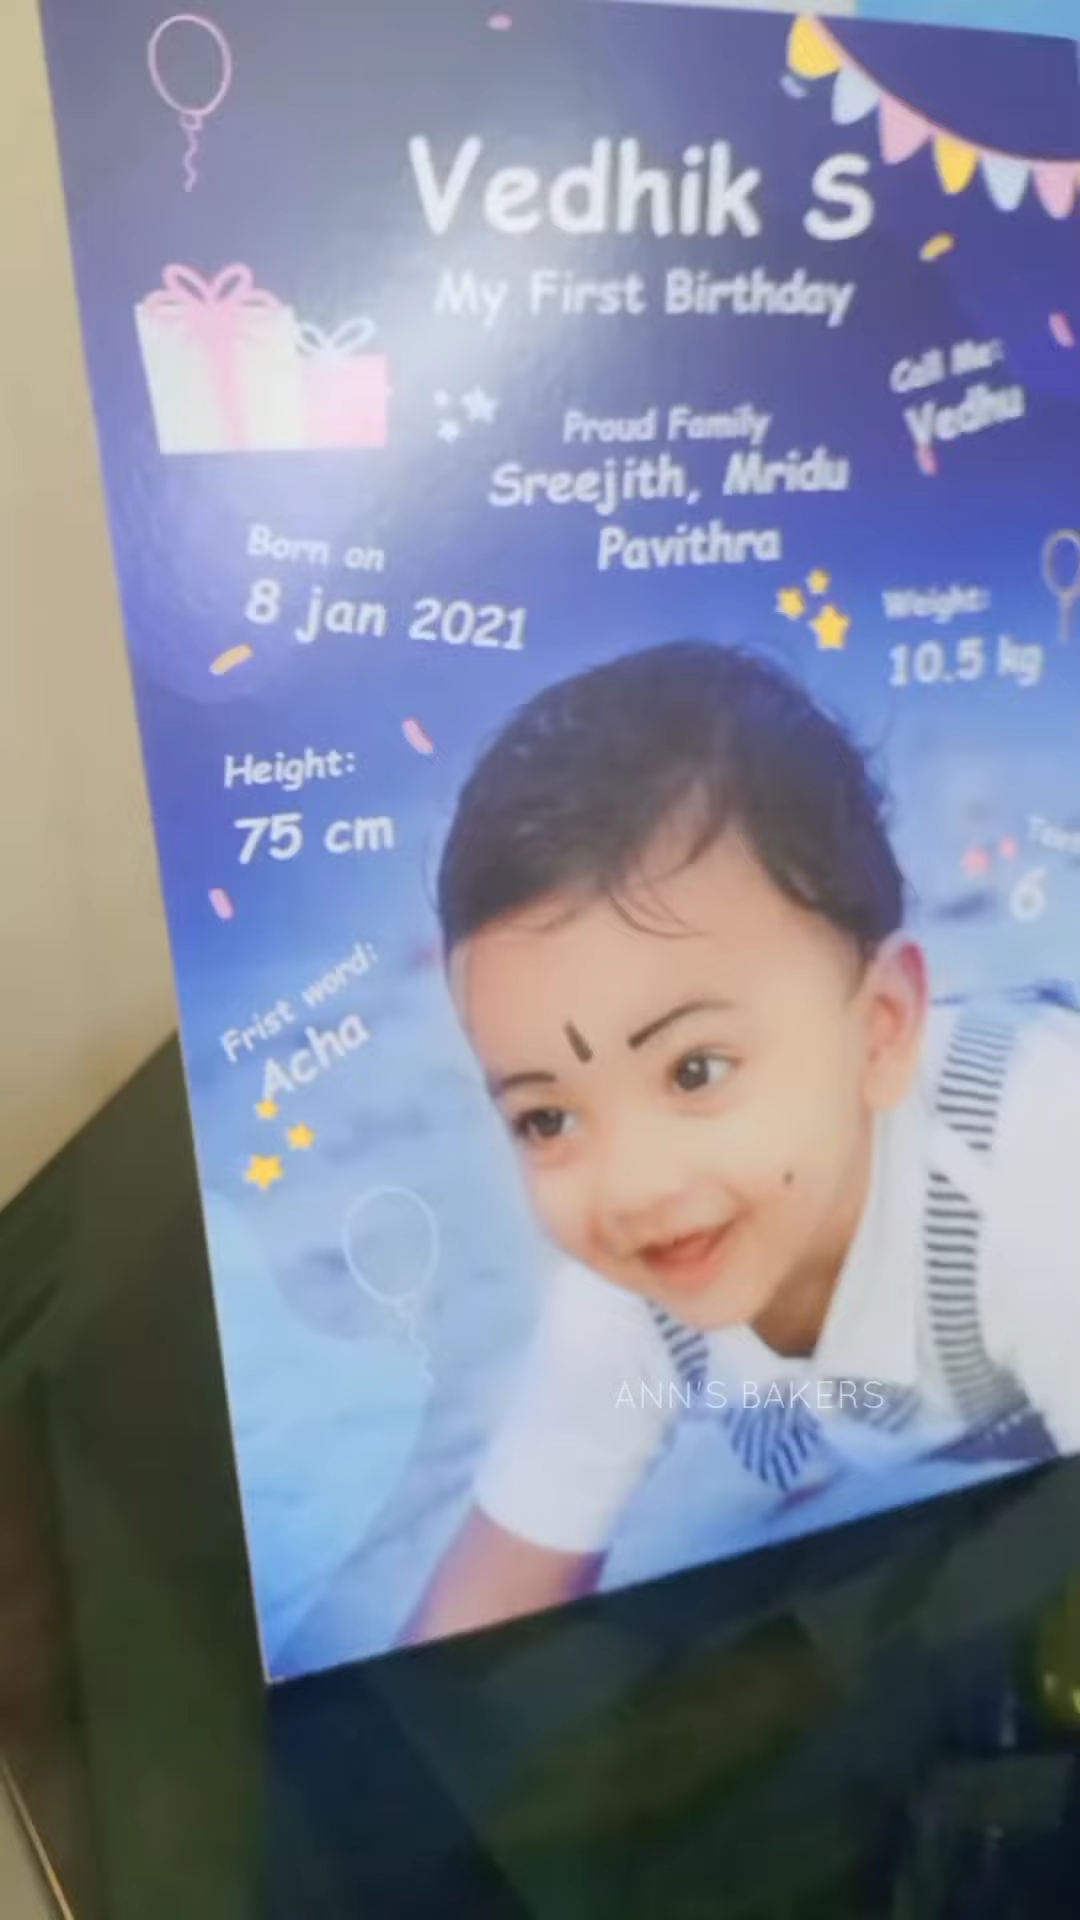 Vedhik S
My First Birthday
Call Me:
Vedhu
Proud Family
Sreejith, Mridu
Pavithra
Born on
8 jan 2021
Weight:
10.5 kg
Height:
75 cm
6
Frist word:
Acha
ANN'S BAKERS